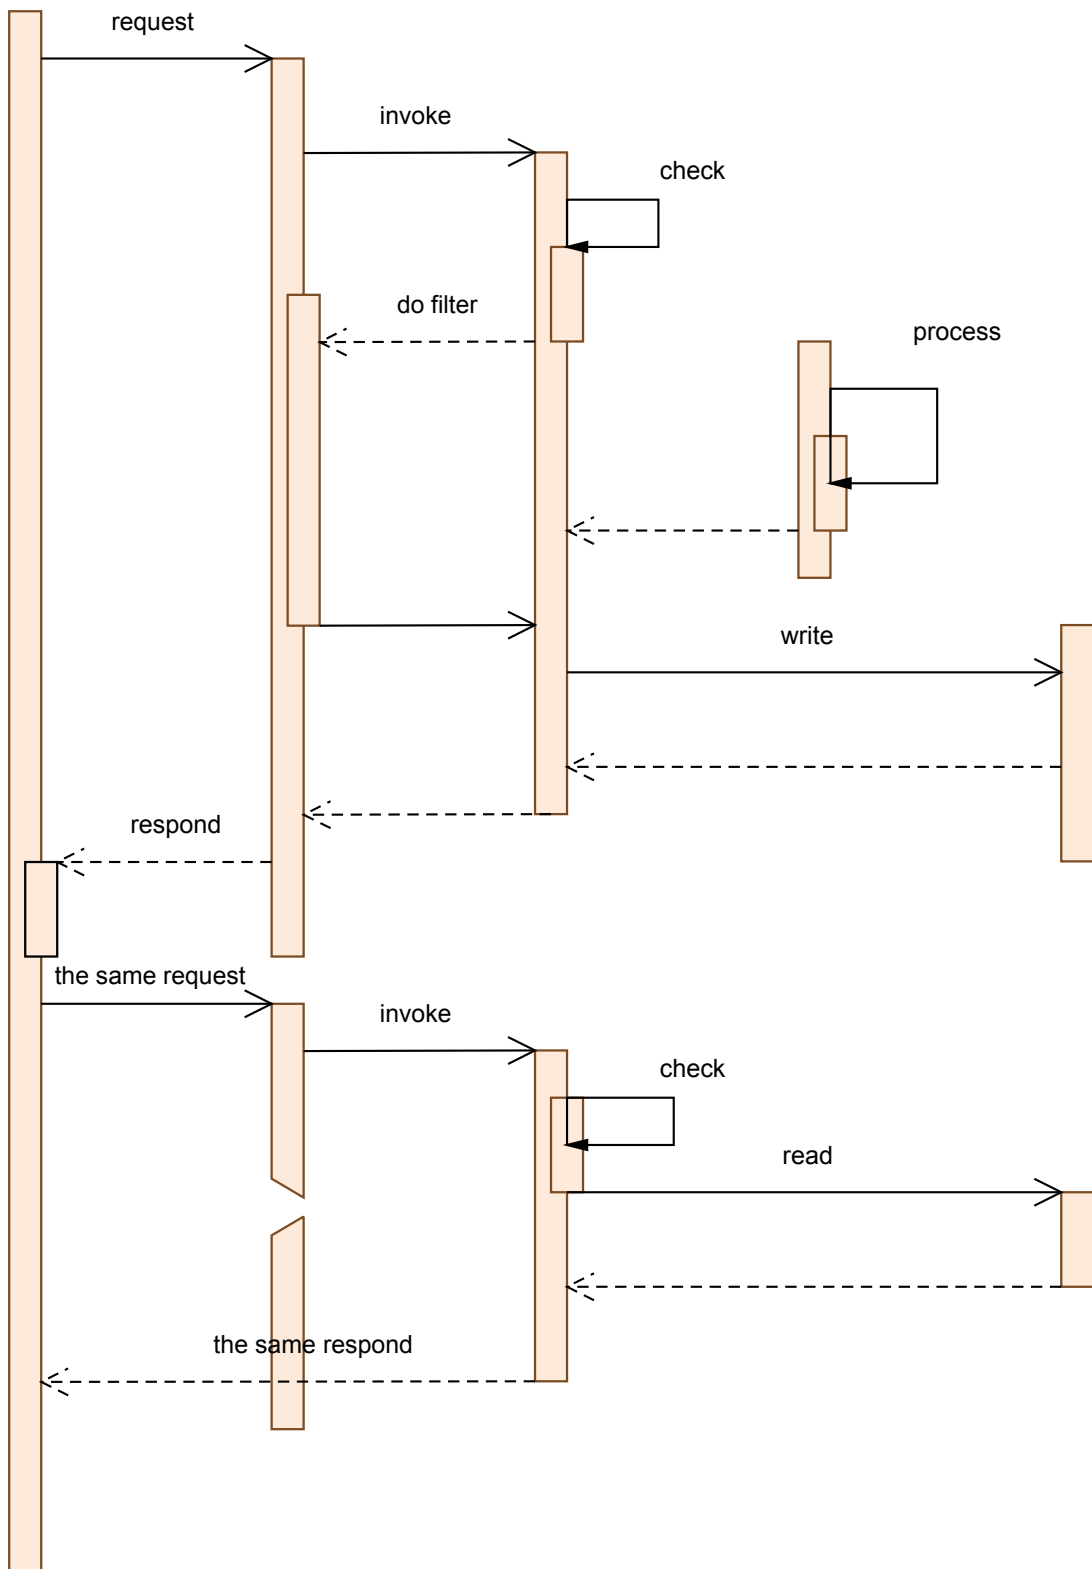 request
invoke
check
do filter
process
write
respond
the same request
invoke
check
read
the same respond